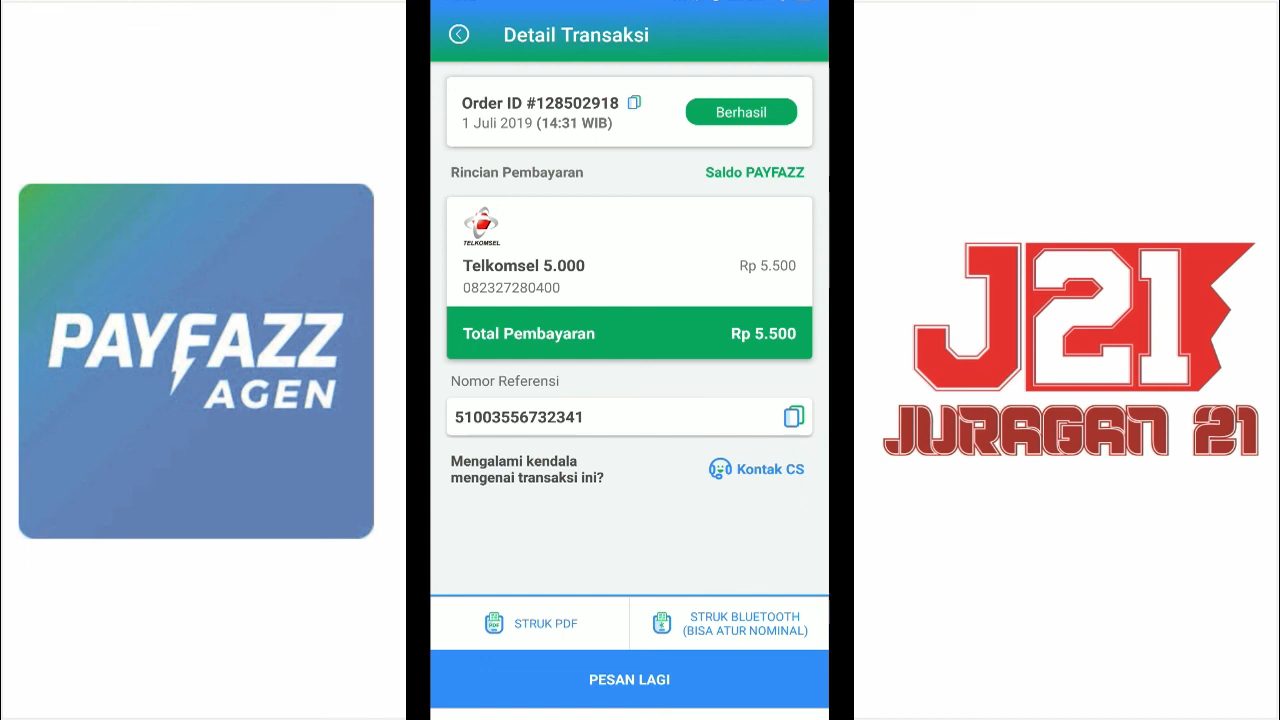 Detail Transaksi
Order ID #128502918
1 Juli 2019 (14:31 WIB)
Berhasil
Rincian Pembayaran
Saldo PAYFAZZ
TELKOMSEL
Telkomsel 5.000
Rp 5.500
082327280400
Total Pembayaran
Rp 5.500
Nomor Referensi
51003556732341
Mengalami kendala
mengenai transaksi ini?
Kontak CS
PDF
STRUK PDF
STRUK BLUETOOTH
(BISA ATUR NOMINAL)
PESAN LAGI
PAYFAZZ
AGEN
J21
JURAGAN 21